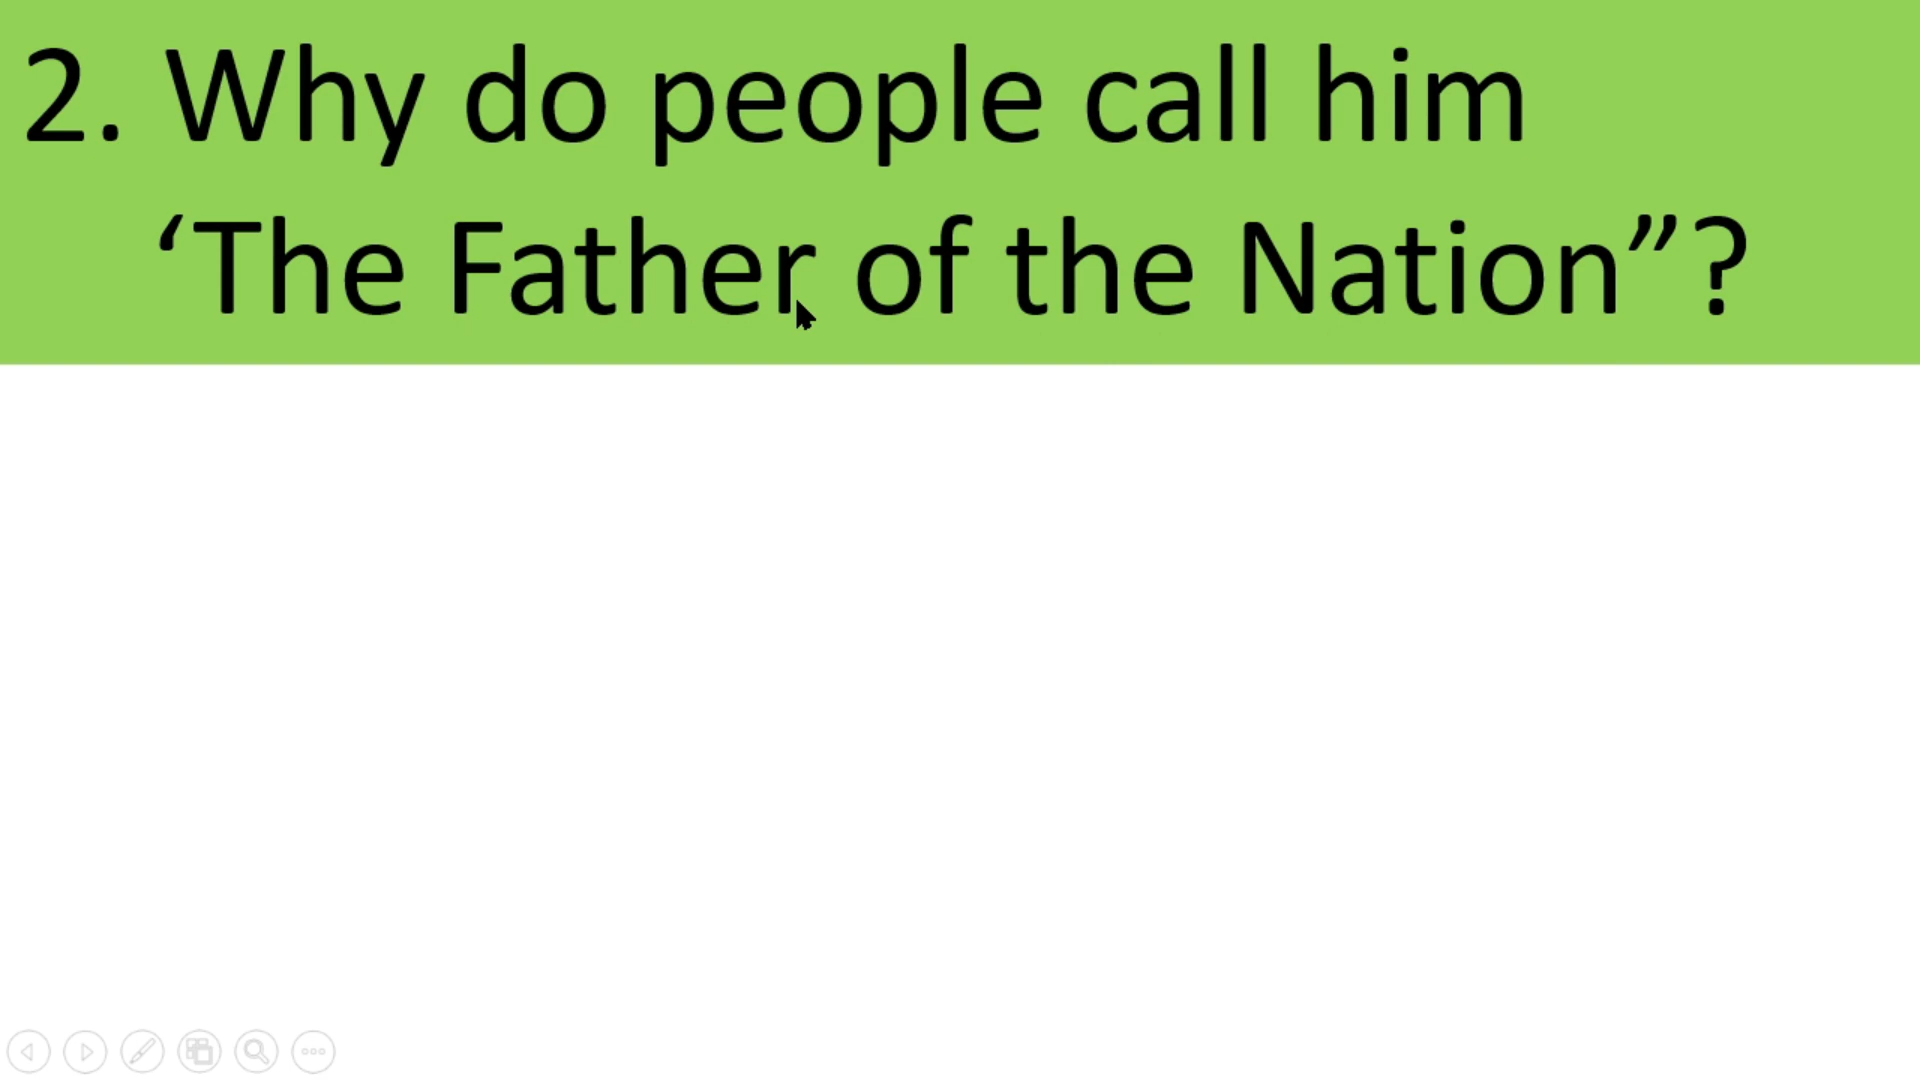 2. Why do people call him
‘The Father of the Nation”?